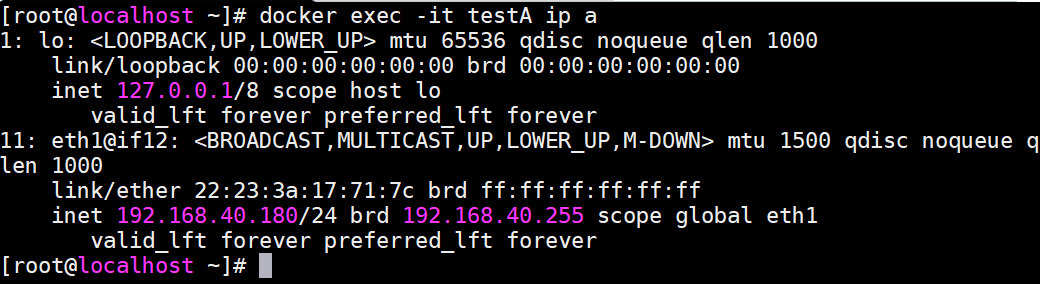 [root@localhost ~]# docker exec -it testA ip a
1: lo: <LOOPBACK,UP,LOWER_UP> mtu 65536 qdisc noqueue qlen 1000
    link/loopback 00:00:00:00:00:00 brd 00:00:00:00:00:00
    inet 127.0.0.1/8 scope host lo
       valid_lft forever preferred_lft forever
11: eth1@if12: <BROADCAST,MULTICAST,UP,LOWER_UP,M-DOWN> mtu 1500 qdisc noqueue q
len 1000
    link/ether 22:23:3a:17:71:7c brd ff:ff:ff:ff:ff:ff
    inet 192.168.40.180/24 brd 192.168.40.255 scope global eth1
       valid_lft forever preferred_lft forever
[root@localhost ~]#